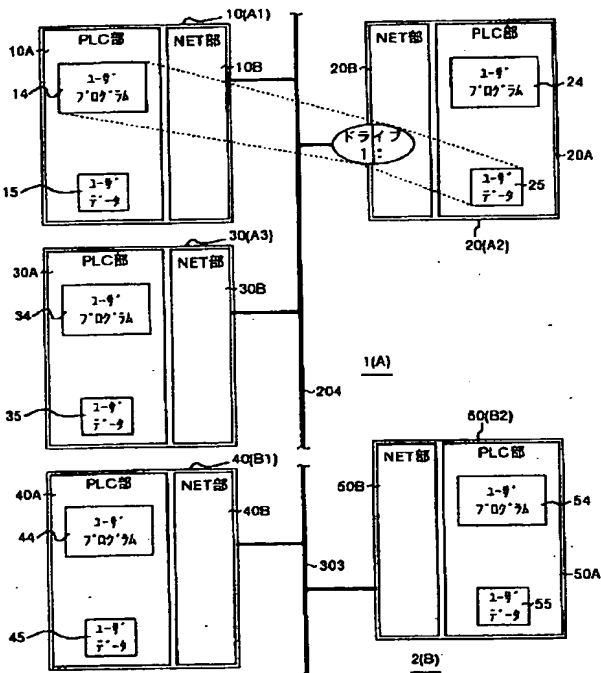 10(A1)
PLC部
NET部
10A
10B
14
ユーザ
プログラム
15
ユーザ
データ
NET部
PLC部
20B
ユーザ
プログラム
24
20A
ドライブ
1:
ユーザ
データ
25
20(A2)
30(A3)
PLC部
NET部
30A
30B
34
ユーザ
プログラム
35
ユーザ
データ
1(A)
204
40(B1)
PLC部
NET部
40A
40B
44
ユーザ
プログラム
45
ユーザ
データ
50(B2)
NET部
PLC部
50B
ユーザ
プログラム
54
50A
303
ユーザ
データ
55
2(B)